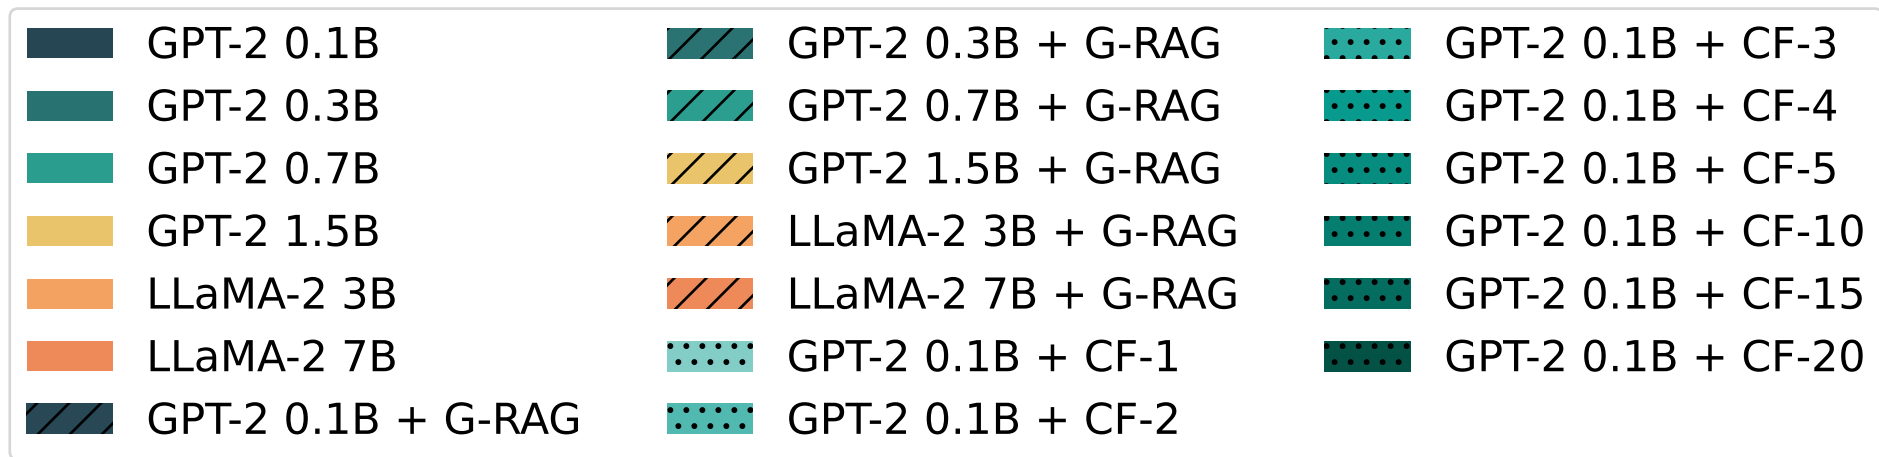 GPT-2 0.1B
GPT-2 0.3B
GPT-2 0.7B
GPT-2 1.5B
LLaMA-2 3B
LLaMA-2 7B
GPT-2 0.1B + G-RAG
GPT-2 0.3B + G-RAG
GPT-2 0.7B + G-RAG
GPT-2 1.5B + G-RAG
LLaMA-2 3B + G-RAG
LLaMA-2 7B + G-RAG
GPT-2 0.1B + CF-1
GPT-2 0.1B + CF-2
GPT-2 0.1B + CF-3
GPT-2 0.1B + CF-4
GPT-2 0.1B + CF-5
GPT-2 0.1B + CF-10
GPT-2 0.1B + CF-15
GPT-2 0.1B + CF-20